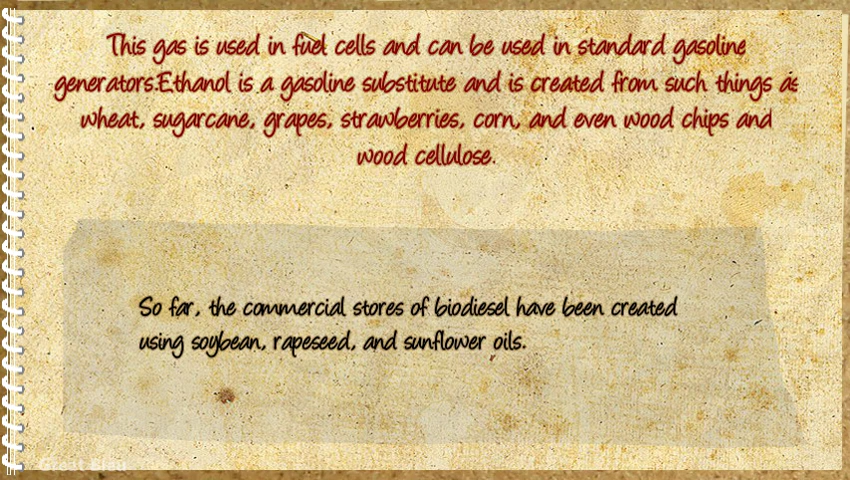 This gas is used in fuel cells and can be used in standard gasoline
generators.Ethanol is a gasoline substitute and is created from such things as
wheat, sugarcane, grapes, strawberries, corn, and even wood chips and
wood cellulose.
So far, the commercial stores of biodiesel have been created
using soybean, rapeseed, and sunflower oils.